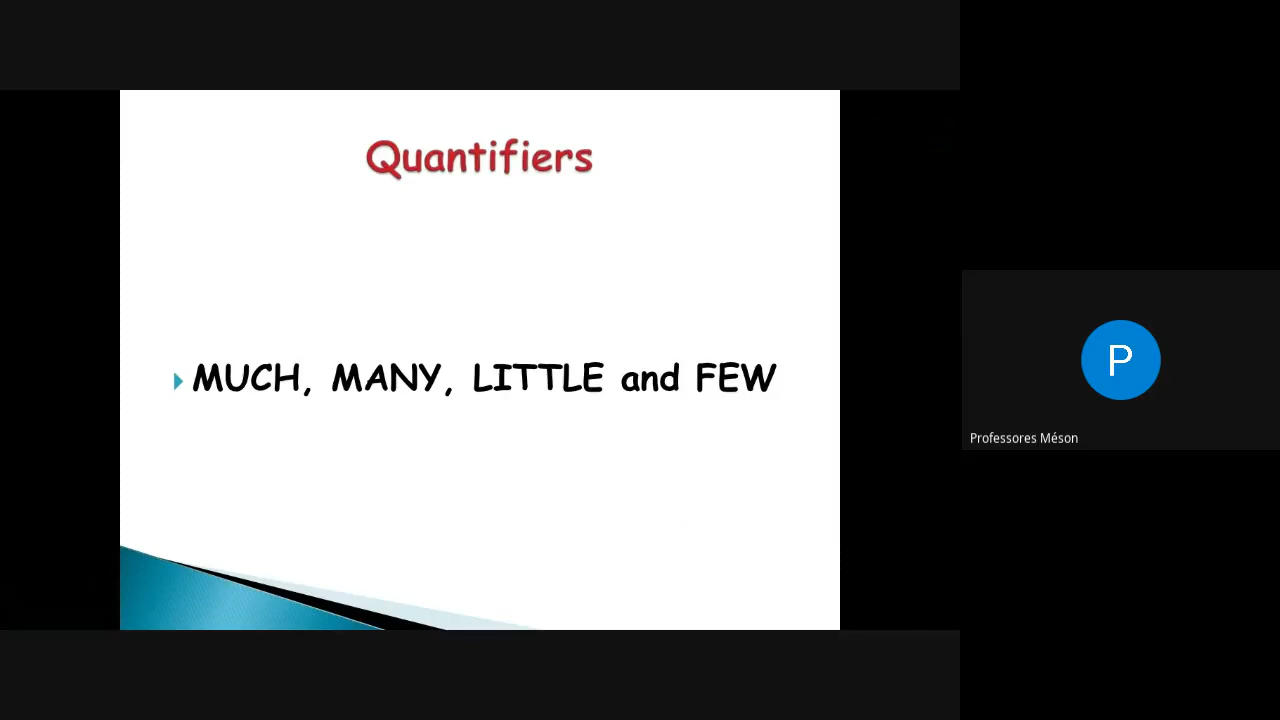 Quantifiers
MUCH, MANY, LITTLE and FEW
P
Professores Méson